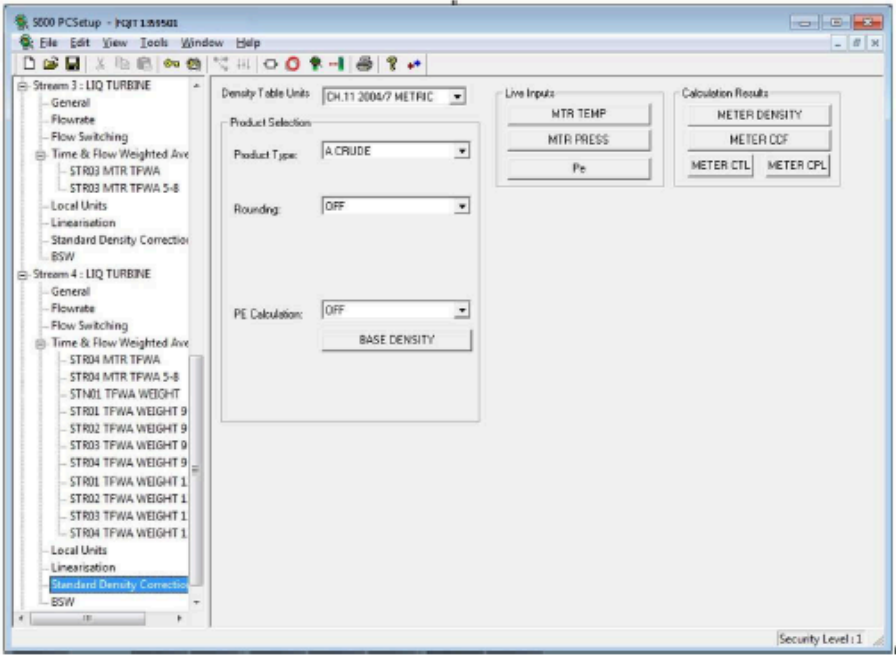 S600 PCSetup - FQIT 1:59501
File Edit View Tools Window Help
Stream 3 : LIQ TURBINE
General
Flowrate
Flow Switching
Time & Flow Weighted Ave
STR03 MTR TFWA
STR03 MTR TFWA 5-8
Local Units
Linearisation
Standard Density Correction
BSW
Stream 4 : LIQ TURBINE
General
Flowrate
Flow Switching
Time & Flow Weighted Ave
STR04 MTR TFWA
STR04 MTR TFWA 5-8
STN01 TFWA WEIGHT
STR01 TFWA WEIGHT 9
STR02 TFWA WEIGHT 9
STR03 TFWA WEIGHT 9
STR04 TFWA WEIGHT 9
STR01 TFWA WEIGHT 1
STR02 TFWA WEIGHT 1
STR03 TFWA WEIGHT 1
STR04 TFWA WEIGHT 1
Local Units
Linearisation
Standard Density Correction
BSW
Density Table Units CH.11 2004/7 METRIC
Product Selection
Product Type: A CRUDE
Rounding: OFF
PE Calculation: OFF
BASE DENSITY
Live Inputs
MTR TEMP
MTR PRESS
Pe
Calculation Results
METER DENSITY
METER CCF
METER CTL METER CPL
Security Level : 1